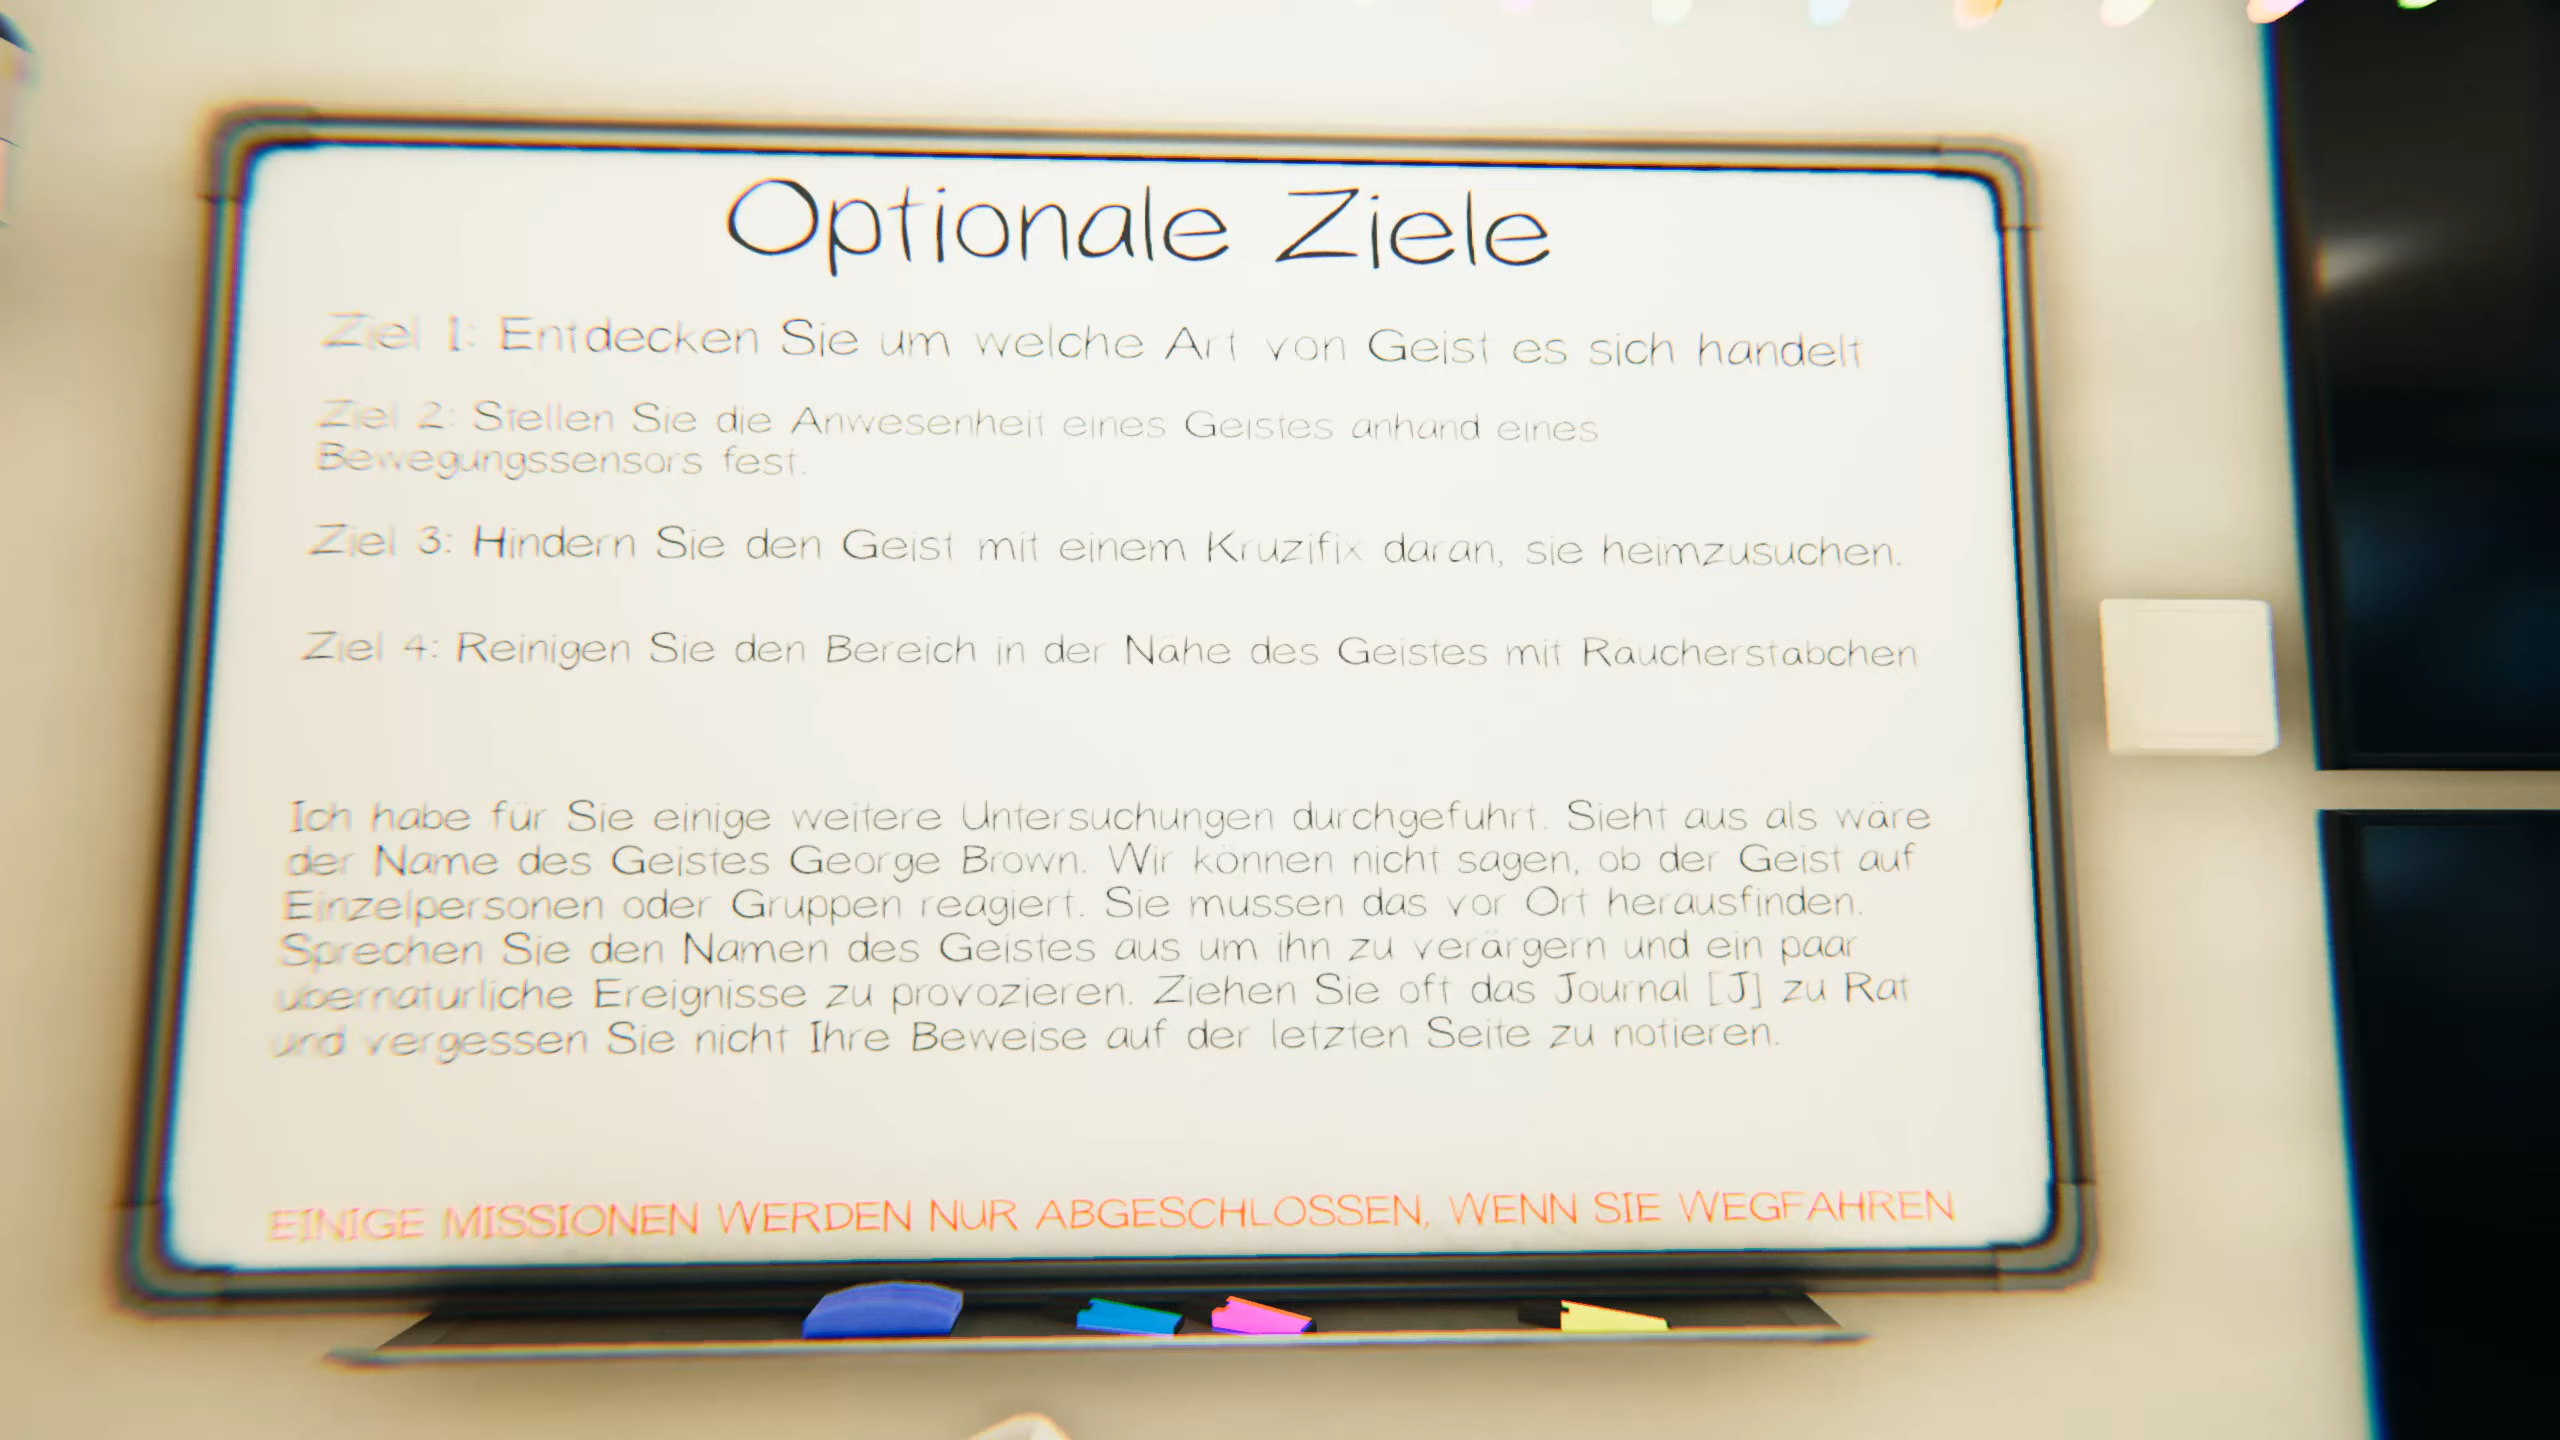 Optionale Ziele
Ziel 1: Entdecken Sie um welche Art von Geist es sich handelt
Ziel 2: Stellen Sie die Anwesenheit eines Geistes anhand eines
Bewegungssensors fest.
Ziel 3: Hindern Sie den Geist mit einem Kruzifix daran, sie heimzusuchen.
Ziel 4: Reinigen Sie den Bereich in der Nahe des Geistes mit Raucherstabchen
Ich habe fur Sie einige weitere Untersuchungen durchgefuhrt. Sieht aus als wäre
der Name des Geistes George Brown. Wir können nicht sagen, ob der Geist auf
Einzelpersonen oder Gruppen reagiert. Sie mussen das vor Ort herausfinden.
Sprechen Sie den Namen des Geistes aus um ihn zu verärgern und ein paar
ubernaturliche Ereignisse zu provozieren. Ziehen Sie oft das Journal [J] zu Rat
und vergessen Sie nicht Ihre Beweise auf der letzten Seite zu notieren.
EINIGE MISSIONEN WERDEN NUR ABGESCHLOSSEN, WENN SIE WEGFAHREN